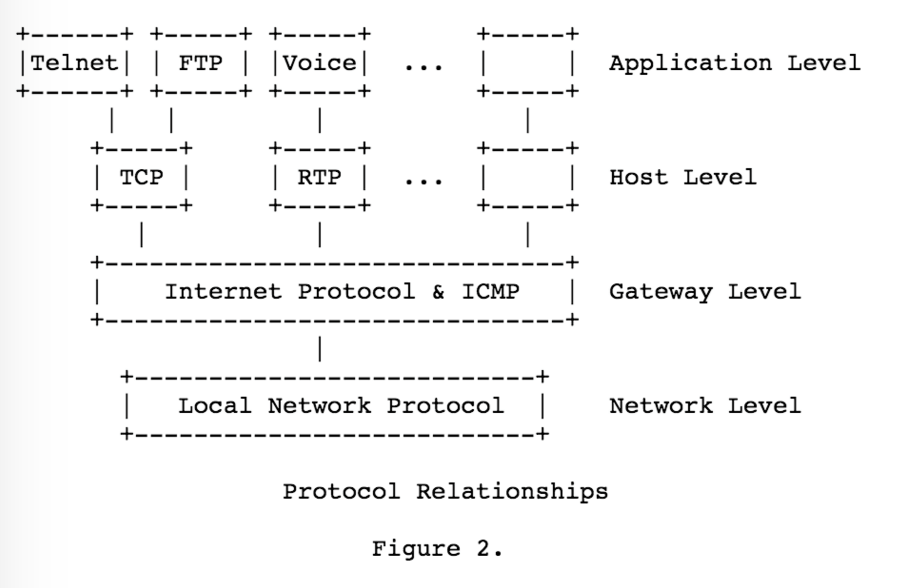 +------+ +-----+ +-----+       +-----+
|Telnet| | FTP | |Voice|  ...  |     |  Application Level
+------+ +-----+ +-----+       +-----+
      |   |         |             |
     +-----+     +-----+       +-----+
     | TCP |     | RTP |  ...  |     |  Host Level
     +-----+     +-----+       +-----+
        |           |             |
     +-------------------------------+
     |    Internet Protocol & ICMP   |  Gateway Level
     +-------------------------------+
                    |
       +---------------------------+
       |   Local Network Protocol  |    Network Level
       +---------------------------+
Protocol Relationships
Figure 2.